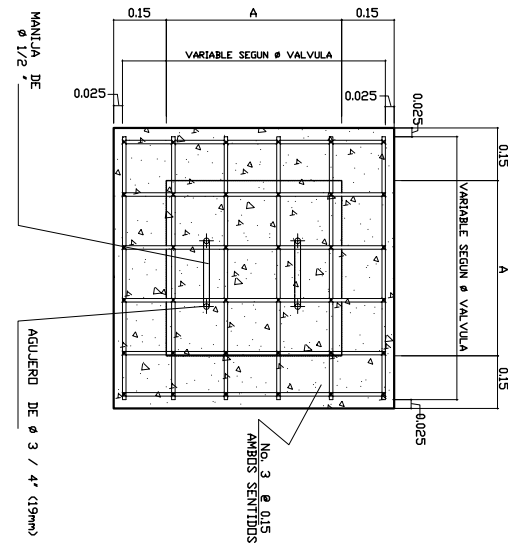 0.15
A
0.15
VARIABLE SEGUN Ø VALVULA
0.025
0.025
0.025
0.15
VARIABLE SEGUN Ø VALVULA
A
0.15
0.025
MANIJA DE
Ø 1/2 "
AGUJERO DE Ø 3 / 4" (19mm)
No. 3 @ 0.15
AMBOS SENTIDOS